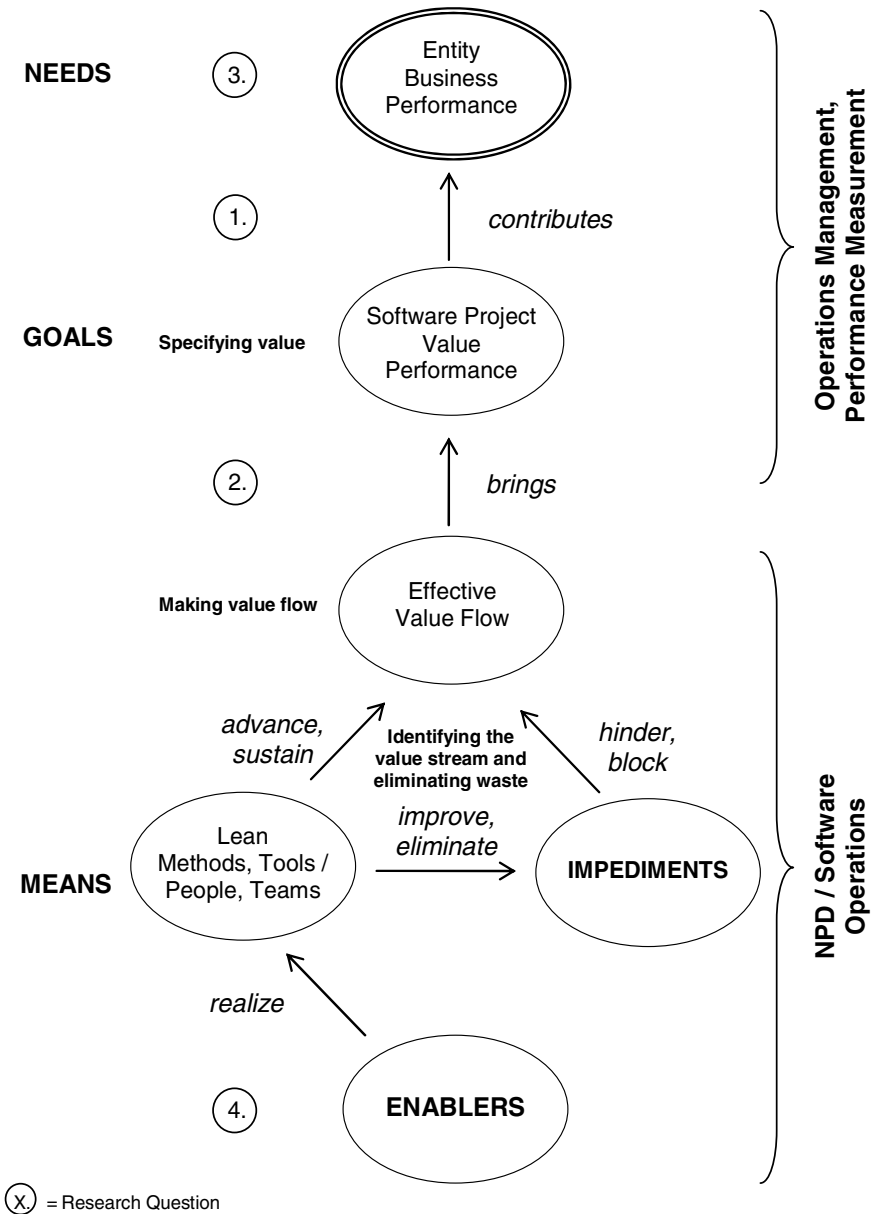 NEEDS
3.
Entity
Business
Performance
1.
contributes
GOALS
Specifying value
Software Project
Value
Performance
2.
brings
Operations Management,
Performance Measurement
Making value flow
Effective
Value Flow
advance,
sustain
Identifying the
value stream and
eliminating waste
hinder,
block
improve,
eliminate
MEANS
Lean
Methods, Tools /
People, Teams
IMPEDIMENTS
NPD / Software
Operations
realize
4.
ENABLERS
X. = Research Question